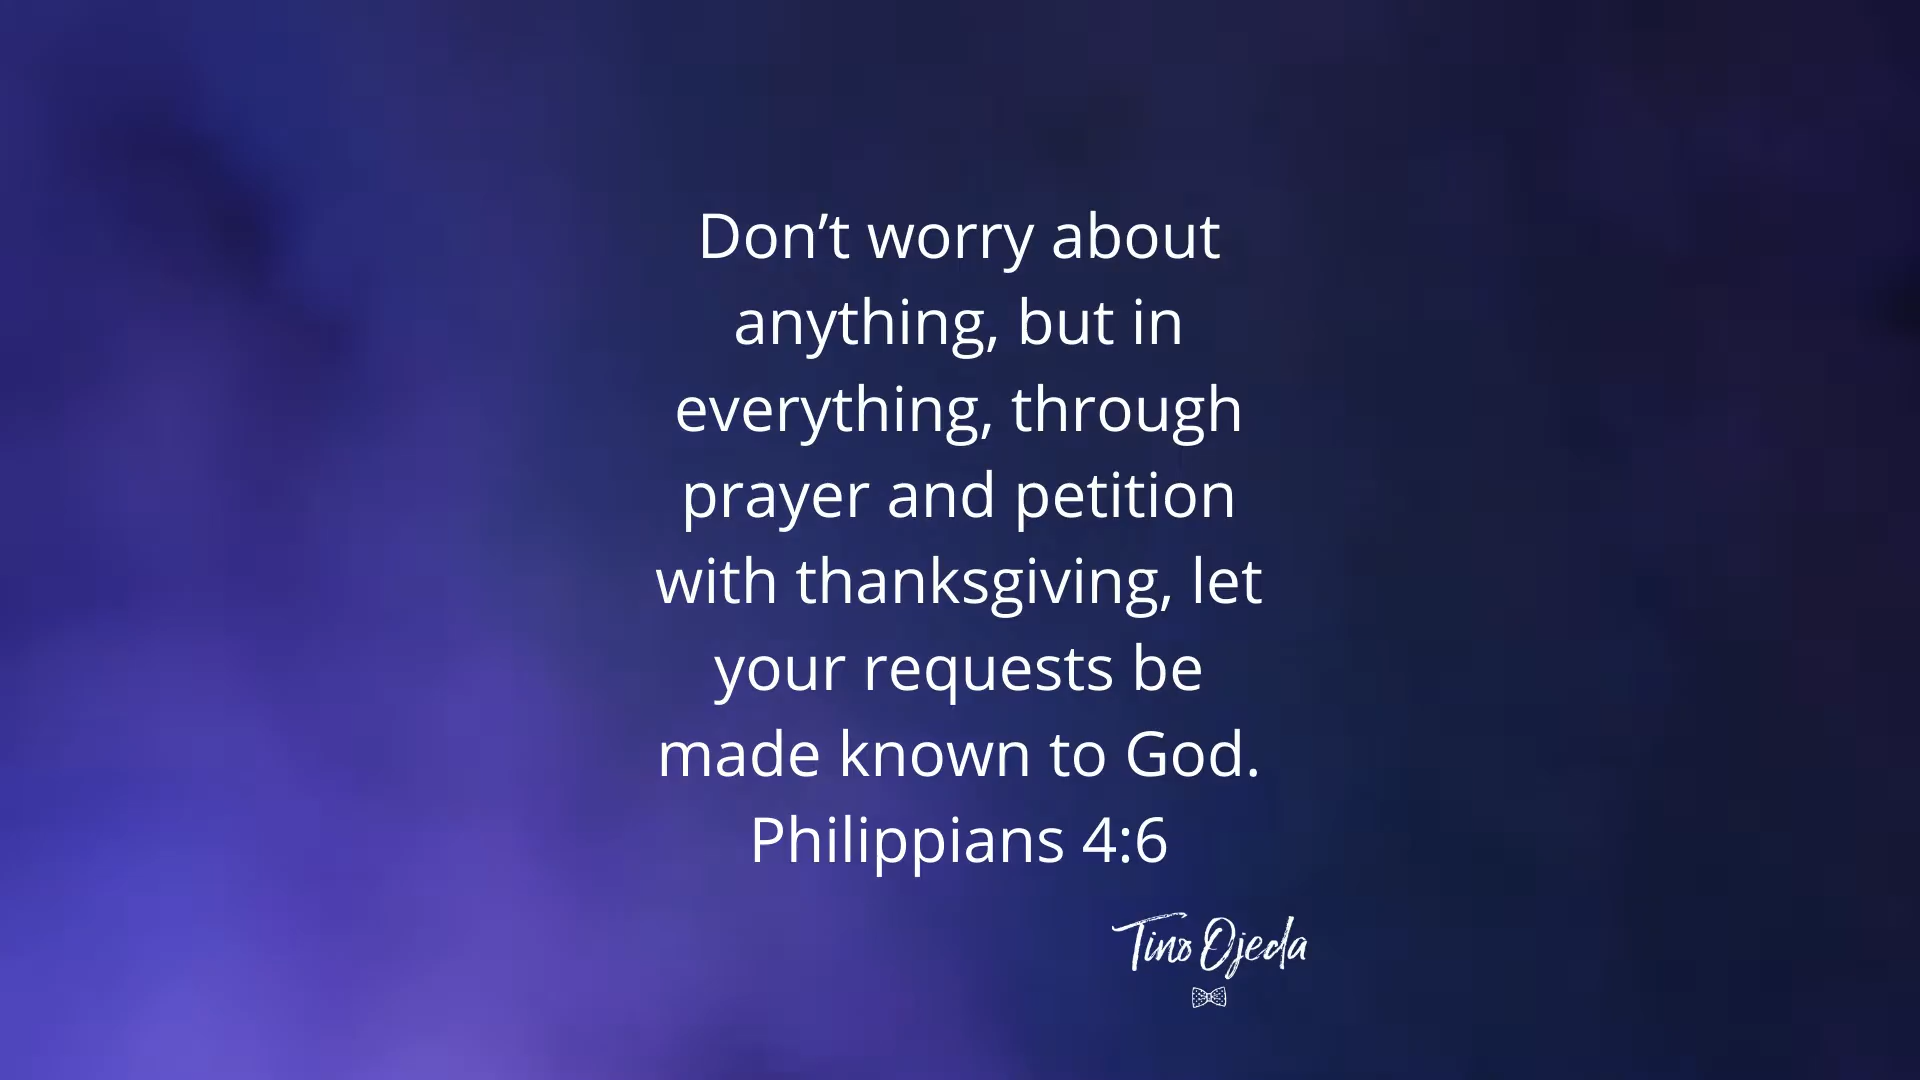 Don’t worry about
anything, but in
everything, through
prayer and petition
with thanksgiving, let
your requests be
made known to God.
Philippians 4:6
Tino Ojeda